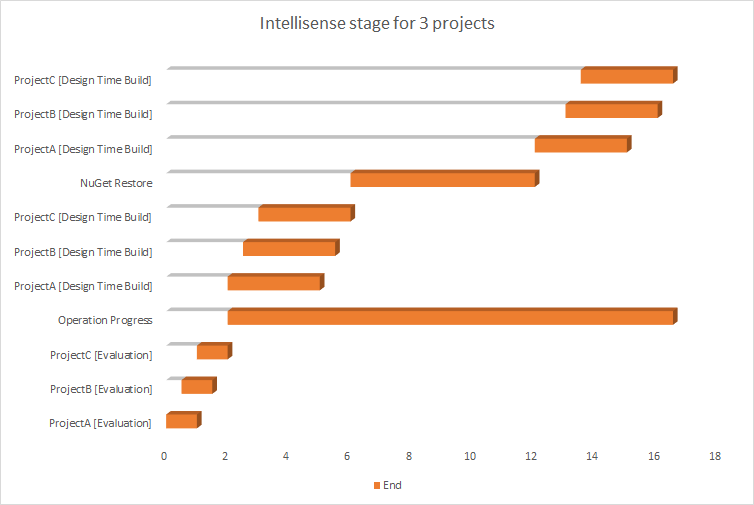 Intellisense stage for 3 projects
ProjectC [Design Time Build]
ProjectB [Design Time Build]
ProjectA [Design Time Build]
NuGet Restore
ProjectC [Design Time Build]
ProjectB [Design Time Build]
ProjectA [Design Time Build]
Operation Progress
ProjectC [Evaluation]
ProjectB [Evaluation]
ProjectA [Evaluation]
0 2 4 6 8 10 12 14 16 18
End